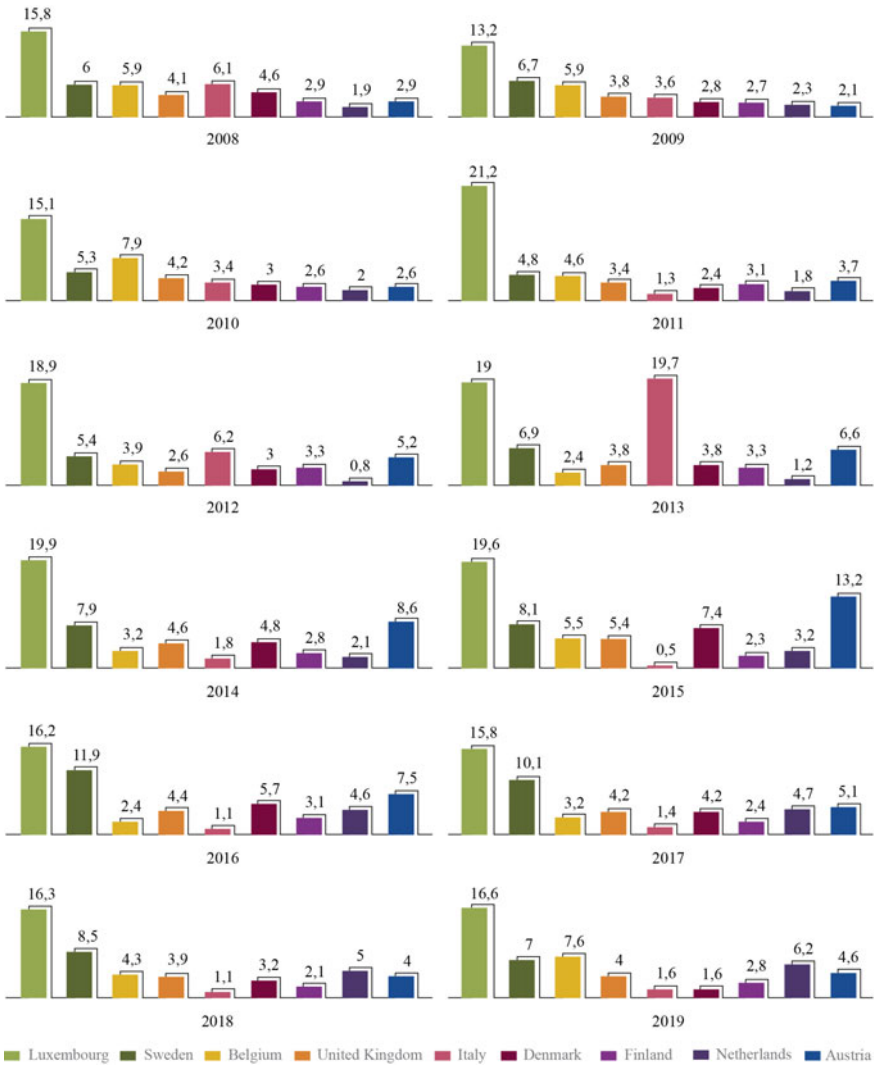 15,8 6 5,9 4,1 6,1 4,6 2,9 1,9 2,9
2008
13,2 6,7 5,9 3,8 3,6 2,8 2,7 2,3 2,1
2009
15,1 5,3 7,9 4,2 3,4 3 2,6 2 2,6
2010
21,2 4,8 4,6 3,4 1,3 2,4 3,1 1,8 3,7
2011
18,9 5,4 3,9 2,6 6,2 3 3,3 0,8 5,2
2012
19 6,9 2,4 3,8 19,7 3,8 3,3 1,2 6,6
2013
19,9 7,9 3,2 4,6 1,8 4,8 2,8 2,1 8,6
2014
19,6 8,1 5,5 5,4 0,5 7,4 2,3 3,2 13,2
2015
16,2 11,9 2,4 4,4 1,1 5,7 3,1 4,6 7,5
2016
15,8 10,1 3,2 4,2 1,4 4,2 2,4 4,7 5,1
2017
16,3 8,5 4,3 3,9 1,1 3,2 2,1 5 4
2018
16,6 7 7,6 4 1,6 1,6 2,8 6,2 4,6
2019
Luxembourg Sweden Belgium United Kingdom Italy Denmark Finland Netherlands Austria